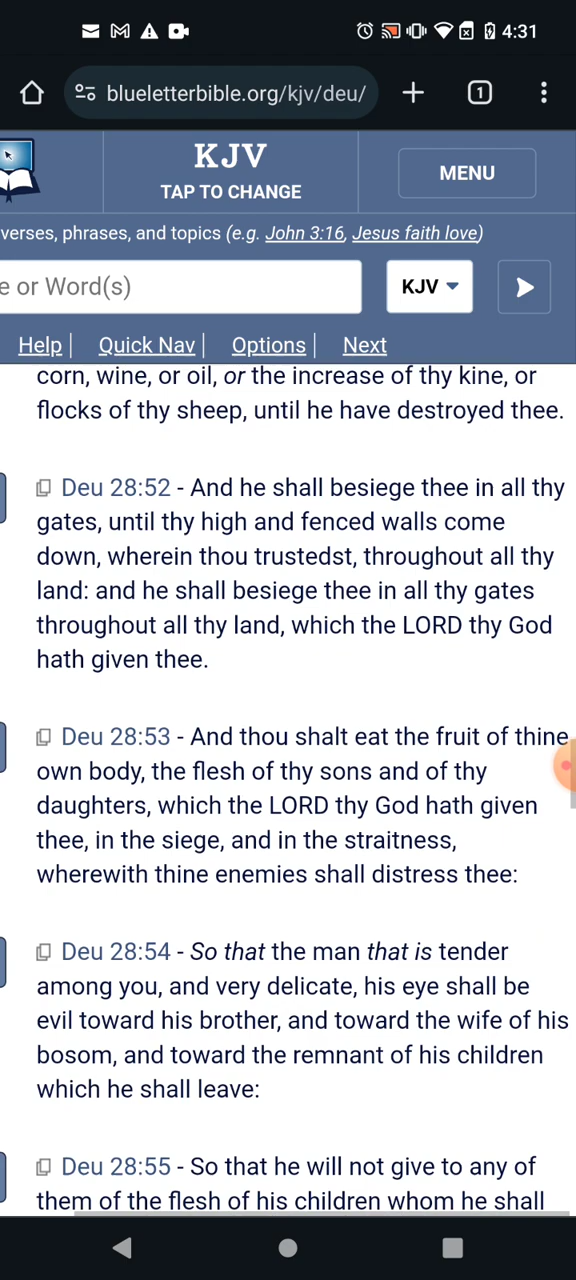 4:31
blueletterbible.org/kjv/deu/
1
KJV
TAP TO CHANGE
MENU
verses, phrases, and topics (e.g. John 3:16, Jesus faith love)
e or Word(s)
KJV
Help | Quick Nav | Options | Next
corn, wine, or oil, or the increase of thy kine, or
flocks of thy sheep, until he have destroyed thee.
Deu 28:52 - And he shall besiege thee in all thy
gates, until thy high and fenced walls come
down, wherein thou trustedst, throughout all thy
land: and he shall besiege thee in all thy gates
throughout all thy land, which the LORD thy God
hath given thee.
Deu 28:53 - And thou shalt eat the fruit of thine
own body, the flesh of thy sons and of thy
daughters, which the LORD thy God hath given
thee, in the siege, and in the straitness,
wherewith thine enemies shall distress thee:
Deu 28:54 - So that the man that is tender
among you, and very delicate, his eye shall be
evil toward his brother, and toward the wife of his
bosom, and toward the remnant of his children
which he shall leave:
Deu 28:55 - So that he will not give to any of
them of the flesh of his children whom he shall